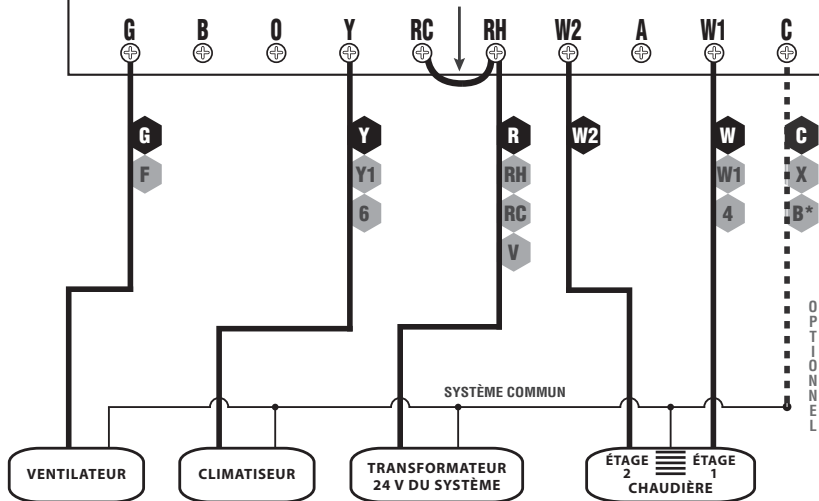 G B O Y RC RH W2 A W1 C
G Y R W2 W C
F Y1 RH W1 X
6 RC 4 B*
V
OPTIONNEL
SYSTÈME COMMUN
VENTILATEUR
CLIMATISEUR
TRANSFORMATEUR
24 V DU SYSTÈME
ÉTAGE ÉTAGE
2 1
CHAUDIÈRE